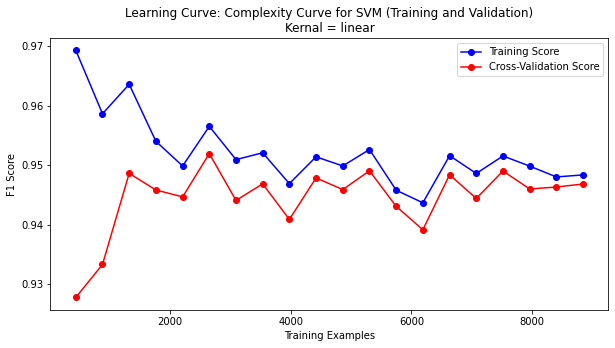 Learning Curve: Complexity Curve for SVM (Training and Validation)
Kernal = linear
Training Score
Cross-Validation Score
F1 Score
0.97
0.96
0.95
0.94
0.93
2000
4000
6000
8000
Training Examples